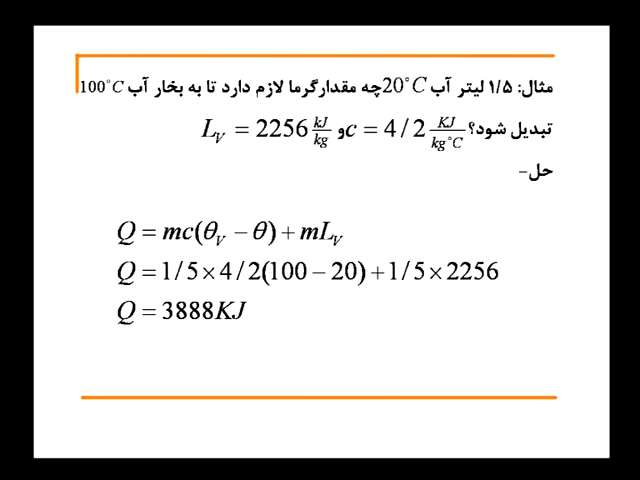 مثال: ۱/۵ لیتر آب 20°C چه مقدارگرما لازم دارد تا به بخار آب 100°C
تبدیل شود؟ c = 4/2 KJ/kg°C و L_V = 2256 kJ/kg
حل-
Q = mc(θ_V − θ) + mL_V
Q = 1/5 × 4/2(100 − 20) + 1/5 × 2256
Q = 3888KJ